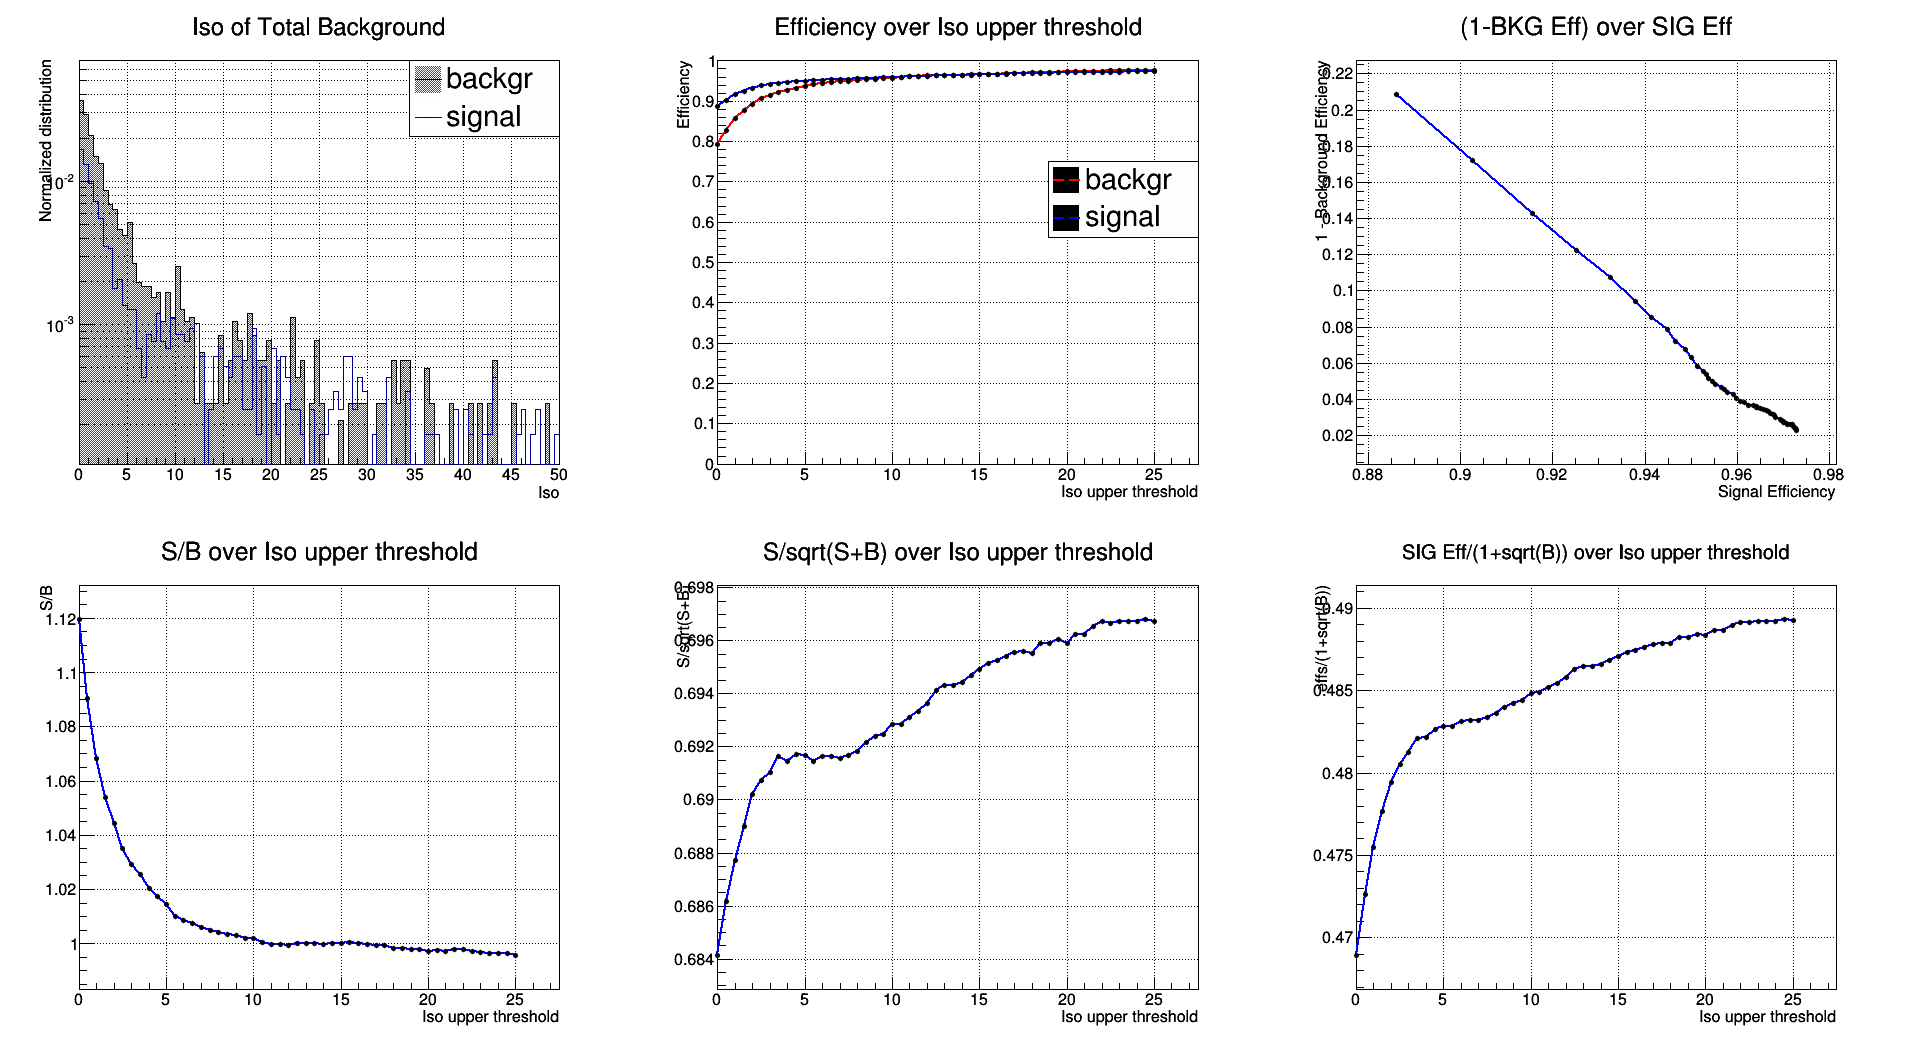 Iso of Total Background
Normalized distribution
backgr
signal
10-2
10-3
0 5 10 15 20 25 30 35 40 45 50
Iso
Efficiency over Iso upper threshold
Efficiency
1
0.9
0.8
0.7
0.6
0.5
0.4
0.3
0.2
0.1
0
backgr
signal
0 5 10 15 20 25
Iso upper threshold
(1-BKG Eff) over SIG Eff
1 - Background Efficiency
0.22
0.2
0.18
0.16
0.14
0.12
0.1
0.08
0.06
0.04
0.02
0.88 0.9 0.92 0.94 0.96 0.98
Signal Efficiency
S/B over Iso upper threshold
S/B
1.12
1.1
1.08
1.06
1.04
1.02
1
0 5 10 15 20 25
Iso upper threshold
S/sqrt(S+B) over Iso upper threshold
S/sqrt(S+B)
0.698
0.696
0.694
0.692
0.69
0.688
0.686
0.684
0 5 10 15 20 25
Iso upper threshold
SIG Eff/(1+sqrt(B)) over Iso upper threshold
effs/(1+sqrt(B))
0.49
0.485
0.48
0.475
0.47
0 5 10 15 20 25
Iso upper threshold